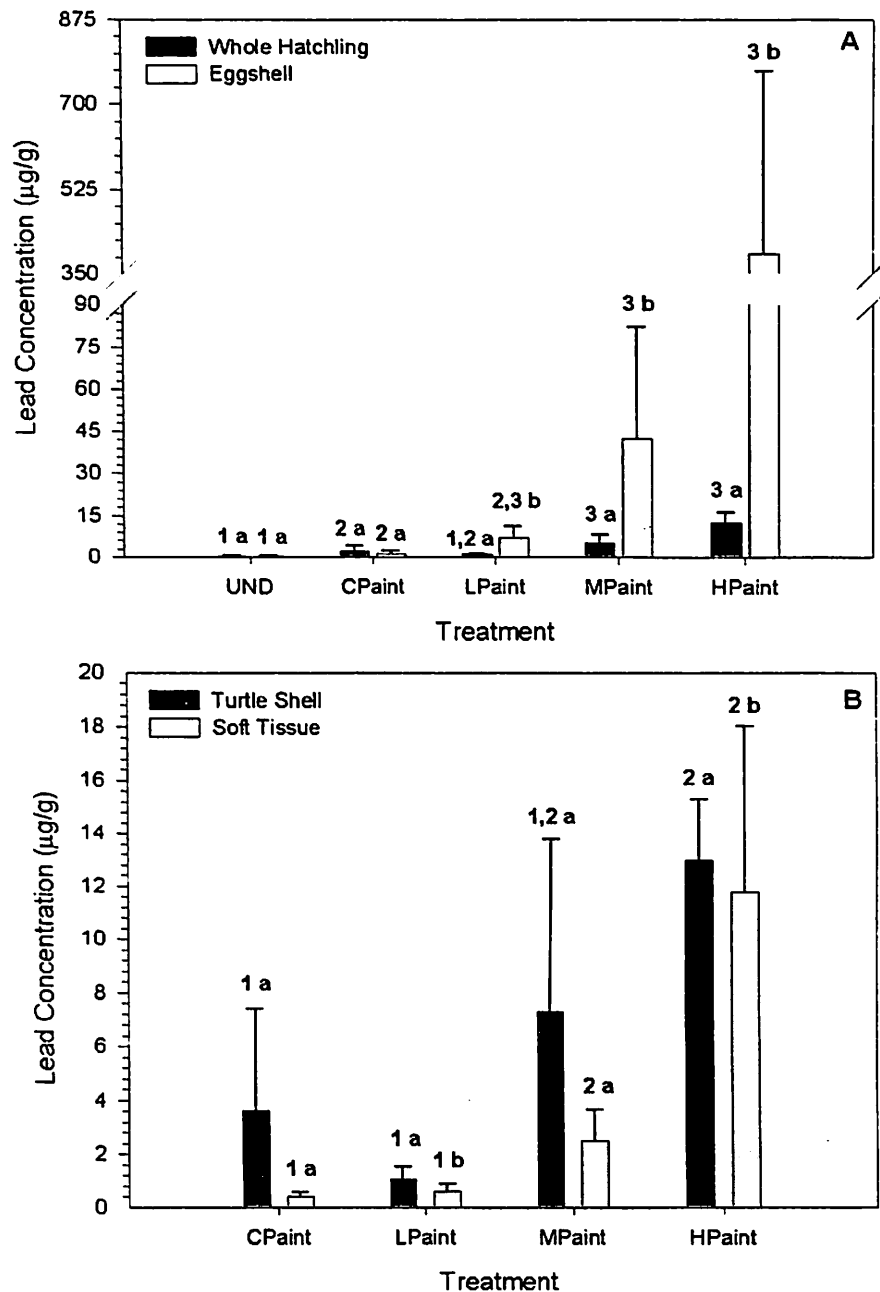 875
700
525
350
90
75
60
45
30
15
0
Lead Concentration (µg/g)
Whole Hatchling
Eggshell
A
1 a 1 a 2 a 2 a 1,2 a 2,3 b 3 a 3 b 3 a 3 b
UND CPaint LPaint MPaint HPaint
Treatment
20
18
16
14
12
10
8
6
4
2
0
Lead Concentration (µg/g)
Turtle Shell
Soft Tissue
B
1 a 1 a 1 a 1 b 1,2 a 2 a 2 a 2 b
CPaint LPaint MPaint HPaint
Treatment